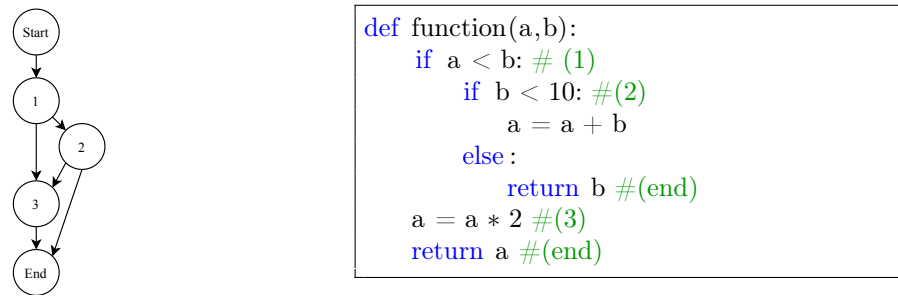 Start
1
2
3
End
def function(a,b):
    if a < b: # (1)
        if b < 10: #(2)
            a = a + b
        else:
            return b #(end)
    a = a * 2 #(3)
    return a #(end)